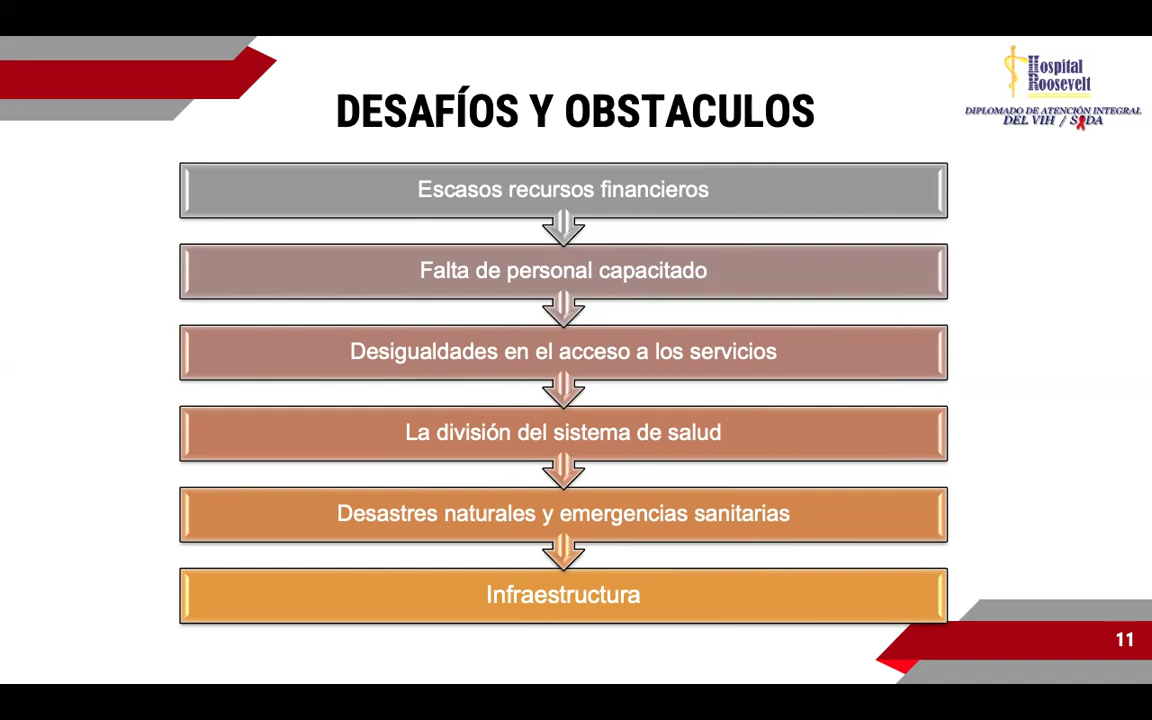 Hospital
Roosevelt
DIPLOMADO DE ATENCIÓN INTEGRAL
DEL VIH / SIDA
DESAFÍOS Y OBSTACULOS
Escasos recursos financieros
Falta de personal capacitado
Desigualdades en el acceso a los servicios
La división del sistema de salud
Desastres naturales y emergencias sanitarias
Infraestructura
11